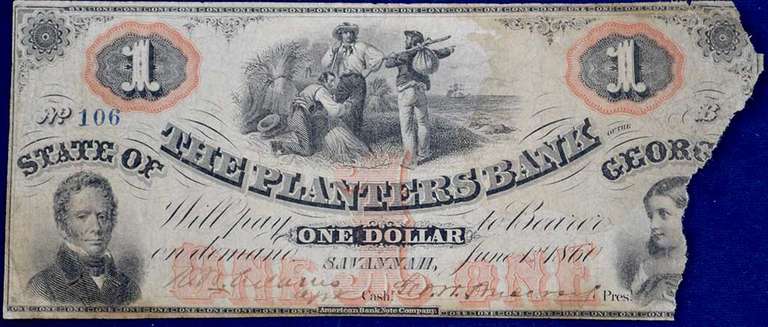 1 1
No 106 B
STATE OF THE PLANTERS BANK OF THE GEORG
Will pay ONE DOLLAR to Bearer
on deman SAVANNAH, June 1st 1861
Cash! Pres
American Bank Note Company